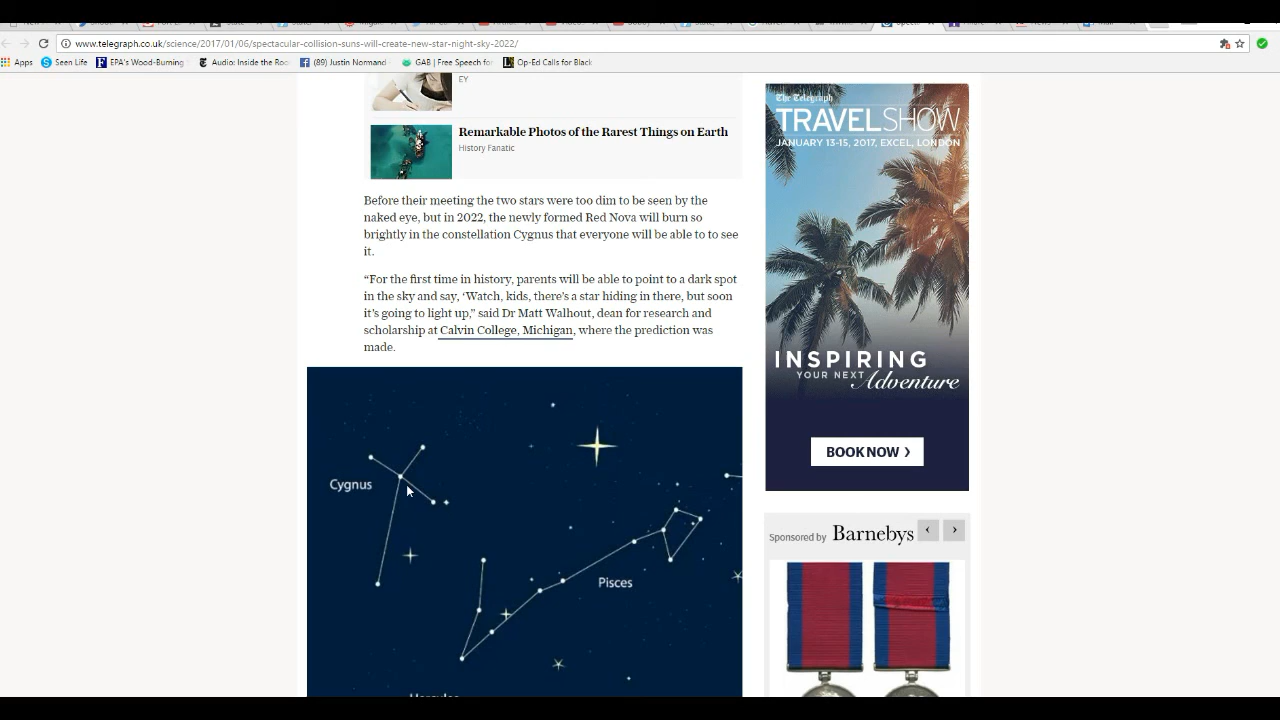 www.telegraph.co.uk/science/2017/01/06/spectacular-collision-suns-will-create-new-star-night-sky-2022/
Apps Seen Life EPA's Wood-Burning Audio: Inside the Roo (89) Justin Normand GAB | Free Speech for Op-Ed Calls for Black
EY
Remarkable Photos of the Rarest Things on Earth
History Fanatic
Before their meeting the two stars were too dim to be seen by the
naked eye, but in 2022, the newly formed Red Nova will burn so
brightly in the constellation Cygnus that everyone will be able to to see
it.
“For the first time in history, parents will be able to point to a dark spot
in the sky and say, ‘Watch, kids, there’s a star hiding in there, but soon
it’s going to light up,” said Dr Matt Walhout, dean for research and
scholarship at Calvin College, Michigan, where the prediction was
made.
Cygnus
Pisces
The Telegraph
TRAVELSHOW
JANUARY 13-15, 2017, EXCEL, LONDON
INSPIRING
YOUR NEXT Adventure
BOOK NOW
Sponsored by Barnebys